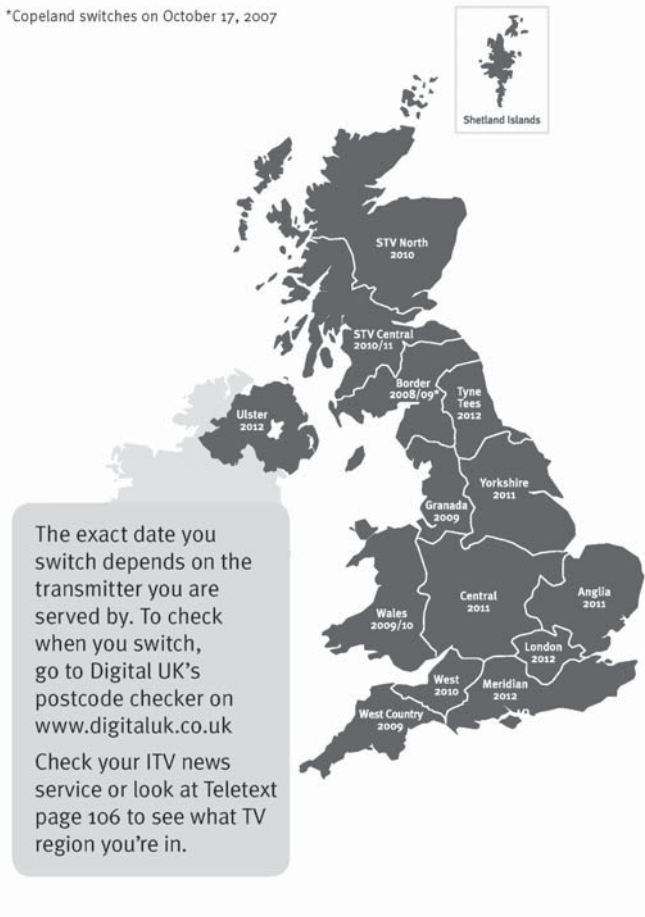 *Copeland switches on October 17, 2007
Shetland Islands
STV North
2010
STV Central
2010/11
Border
2008/09*
Tyne
Tees
2012
Ulster
2012
Yorkshire
2011
Granada
2009
Wales
2009/10
Central
2011
Anglia
2011
London
2012
West
2010
Meridian
2012
West Country
2009
The exact date you
switch depends on the
transmitter you are
served by. To check
when you switch,
go to Digital UK's
postcode checker on
www.digitaluk.co.uk
Check your ITV news
service or look at Teletext
page 106 to see what TV
region you're in.